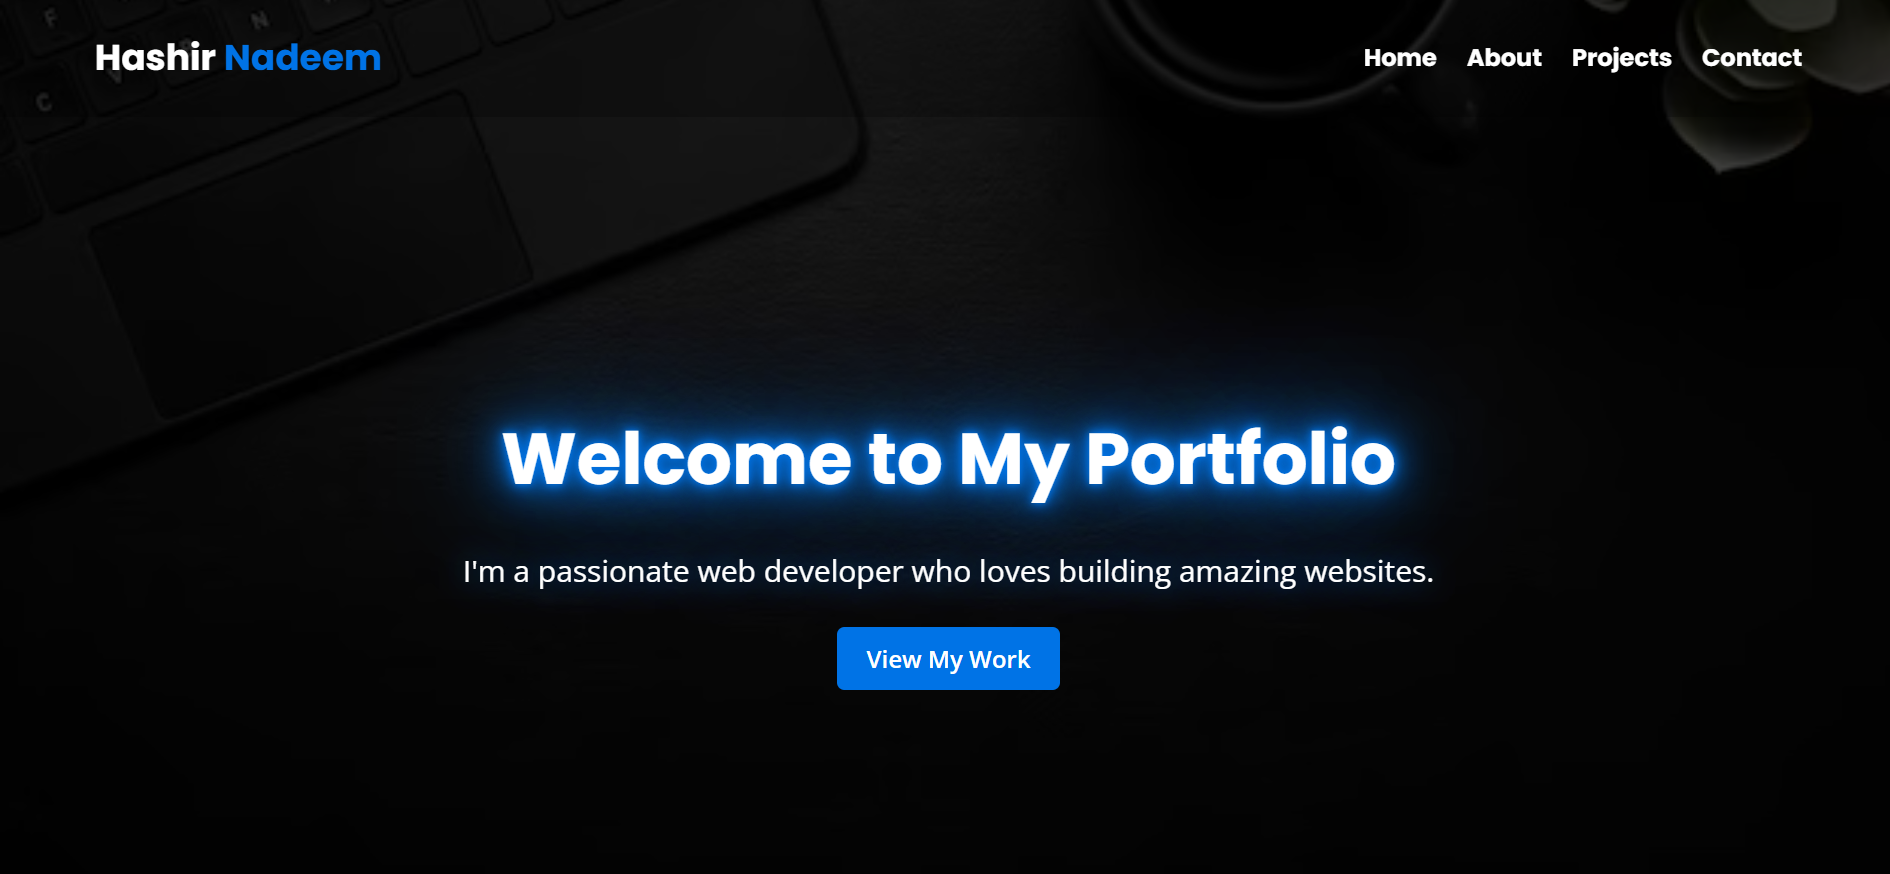 Hashir Nadeem
Home About Projects Contact
Welcome to My Portfolio
I'm a passionate web developer who loves building amazing websites.
View My Work
F
N
C
V